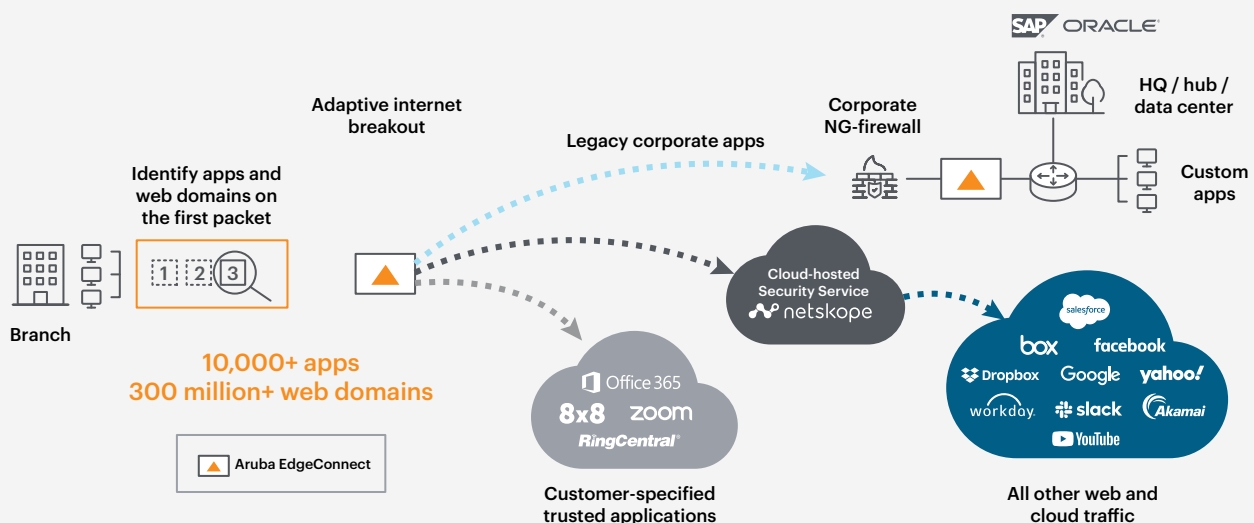 SAP ORACLE
HQ / hub /
data center
Adaptive internet
breakout
Corporate
NG-firewall
Legacy corporate apps
Identify apps and
web domains on
the first packet
Custom
apps
1 2 3
Branch
Cloud-hosted
Security Service
netskope
10,000+ apps
300 million+ web domains
Office 365
8x8 zoom
RingCentral®
salesforce
box facebook
Dropbox Google yahoo!
workday. slack Akamai
YouTube
Aruba EdgeConnect
Customer-specified
trusted applications
All other web and
cloud traffic